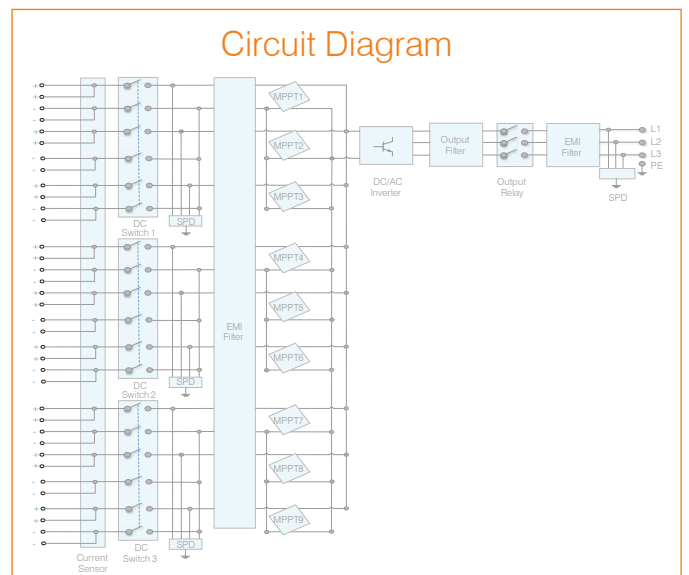 Circuit Diagram
+
+
-
-
+
+
-
-
+
+
-
-
DC
Switch 1
SPD
MPPT1
MPPT2
MPPT3
DC/AC
Inverter
Output
Filter
Output
Relay
EMI
Filter
L1
L2
L3
PE
SPD
+
+
-
-
+
+
-
-
+
+
-
-
DC
Switch 2
SPD
EMI
Filter
MPPT4
MPPT5
MPPT6
+
+
-
-
+
+
-
-
+
+
-
-
Current
Sensor
DC
Switch 3
SPD
MPPT7
MPPT8
MPPT9